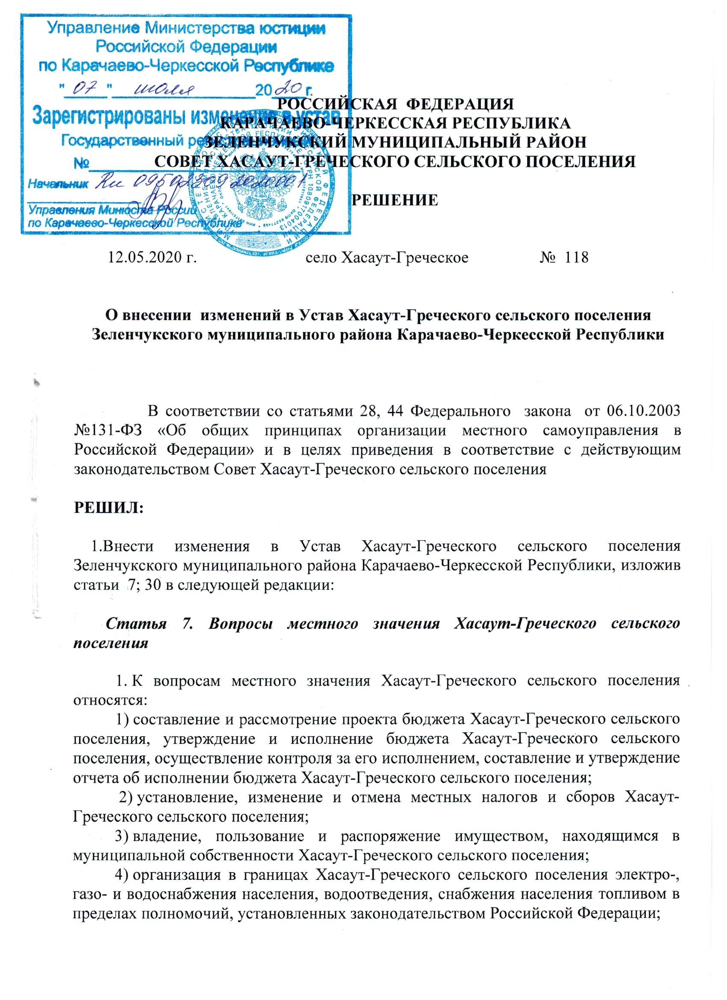 Управление Министерства юстиции
Российской Федерации
по Карачаево-Черкесской Республике
"07" июля 2020 г.
Зарегистрированы изменения в устав
Государственный
№
Начальник Ru 095023092020001
Управления Минюста России
по Карачаево-Черкесской Республике
РОССИЙСКАЯ ФЕДЕРАЦИЯ
КАРАЧАЕВО-ЧЕРКЕССКАЯ РЕСПУБЛИКА
ЗЕЛЕНЧУКСКИЙ МУНИЦИПАЛЬНЫЙ РАЙОН
СОВЕТ ХАСАУТ-ГРЕЧЕСКОГО СЕЛЬСКОГО ПОСЕЛЕНИЯ
РЕШЕНИЕ
12.05.2020 г. село Хасаут-Греческое № 118
О внесении изменений в Устав Хасаут-Греческого сельского поселения
Зеленчукского муниципального района Карачаево-Черкесской Республики
В соответствии со статьями 28, 44 Федерального закона от 06.10.2003
№131-ФЗ «Об общих принципах организации местного самоуправления в
Российской Федерации» и в целях приведения в соответствие с действующим
законодательством Совет Хасаут-Греческого сельского поселения
РЕШИЛ:
1.Внести изменения в Устав Хасаут-Греческого сельского поселения
Зеленчукского муниципального района Карачаево-Черкесской Республики, изложив
статьи 7; 30 в следующей редакции:
Статья 7. Вопросы местного значения Хасаут-Греческого сельского
поселения
1. К вопросам местного значения Хасаут-Греческого сельского поселения
относятся:
1) составление и рассмотрение проекта бюджета Хасаут-Греческого сельского
поселения, утверждение и исполнение бюджета Хасаут-Греческого сельского
поселения, осуществление контроля за его исполнением, составление и утверждение
отчета об исполнении бюджета Хасаут-Греческого сельского поселения;
2) установление, изменение и отмена местных налогов и сборов Хасаут-
Греческого сельского поселения;
3) владение, пользование и распоряжение имуществом, находящимся в
муниципальной собственности Хасаут-Греческого сельского поселения;
4) организация в границах Хасаут-Греческого сельского поселения электро-,
газо- и водоснабжения населения, водоотведения, снабжения населения топливом в
пределах полномочий, установленных законодательством Российской Федерации;